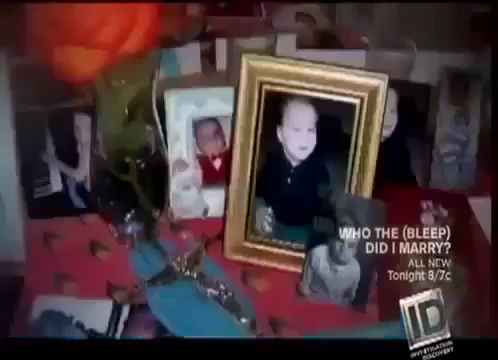 WHO THE (BLEEP)
DID I MARRY?
ALL NEW
Tonight 8/7c
ID
INVESTIGATION
DISCOVERY